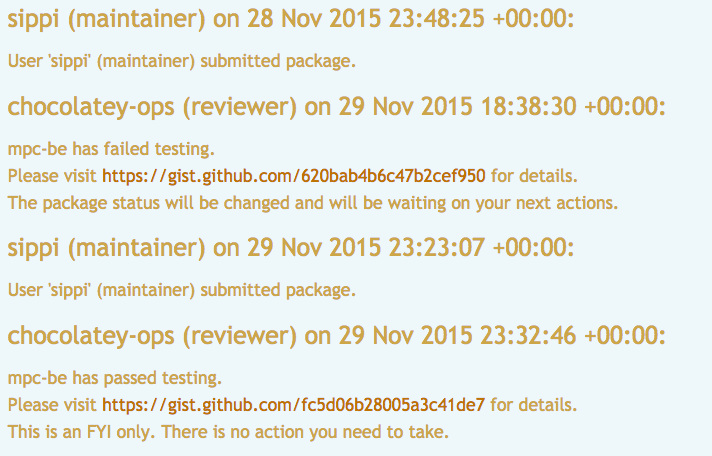 sippi (maintainer) on 28 Nov 2015 23:48:25 +00:00:
User 'sippi' (maintainer) submitted package.
chocolatey-ops (reviewer) on 29 Nov 2015 18:38:30 +00:00:
mpc-be has failed testing.
Please visit https://gist.github.com/620bab4b6c47b2cef950 for details.
The package status will be changed and will be waiting on your next actions.
sippi (maintainer) on 29 Nov 2015 23:23:07 +00:00:
User 'sippi' (maintainer) submitted package.
chocolatey-ops (reviewer) on 29 Nov 2015 23:32:46 +00:00:
mpc-be has passed testing.
Please visit https://gist.github.com/fc5d06b28005a3c41de7 for details.
This is an FYI only. There is no action you need to take.